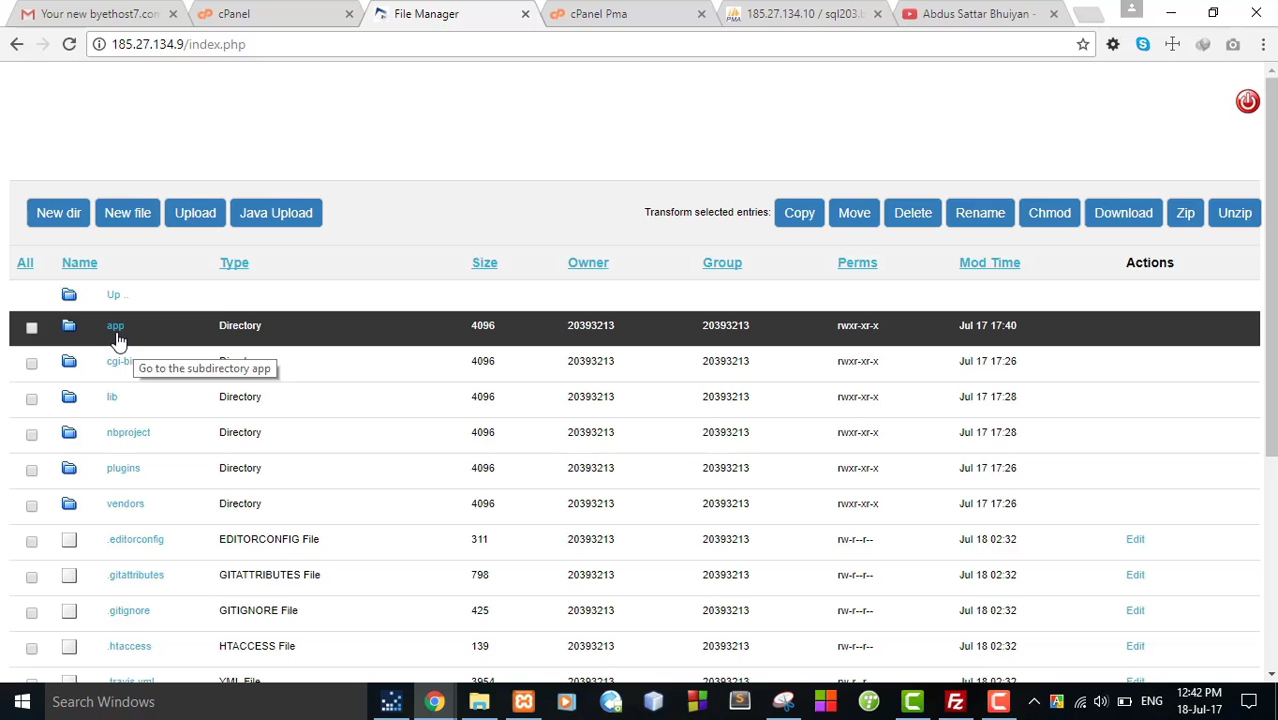 Your new byethost7.con
cPanel
File Manager
cPanel Pma
185.27.134.10 / sql203.b
Abdus Sattar Bhuiyan -
185.27.134.9/index.php
New dir
New file
Upload
Java Upload
Transform selected entries:
Copy
Move
Delete
Rename
Chmod
Download
Zip
Unzip
All Name Type Size Owner Group Perms Mod Time Actions
Up ..
app Directory 4096 20393213 20393213 rwxr-xr-x Jul 17 17:40
cgi-bin 4096 20393213 20393213 rwxr-xr-x Jul 17 17:26
Go to the subdirectory app
lib Directory 4096 20393213 20393213 rwxr-xr-x Jul 17 17:28
nbproject Directory 4096 20393213 20393213 rwxr-xr-x Jul 17 17:28
plugins Directory 4096 20393213 20393213 rwxr-xr-x Jul 17 17:26
vendors Directory 4096 20393213 20393213 rwxr-xr-x Jul 17 17:26
.editorconfig EDITORCONFIG File 311 20393213 20393213 rw-r--r-- Jul 18 02:32 Edit
.gitattributes GITATTRIBUTES File 798 20393213 20393213 rw-r--r-- Jul 18 02:32 Edit
.gitignore GITIGNORE File 425 20393213 20393213 rw-r--r-- Jul 18 02:32 Edit
.htaccess HTACCESS File 139 20393213 20393213 rw-r--r-- Jul 18 02:32 Edit
.travis.yml YML File 3954 20393213 20393213 rw-r--r-- Jul 18 02:32 Edit
Search Windows
ENG
12:42 PM
18-Jul-17